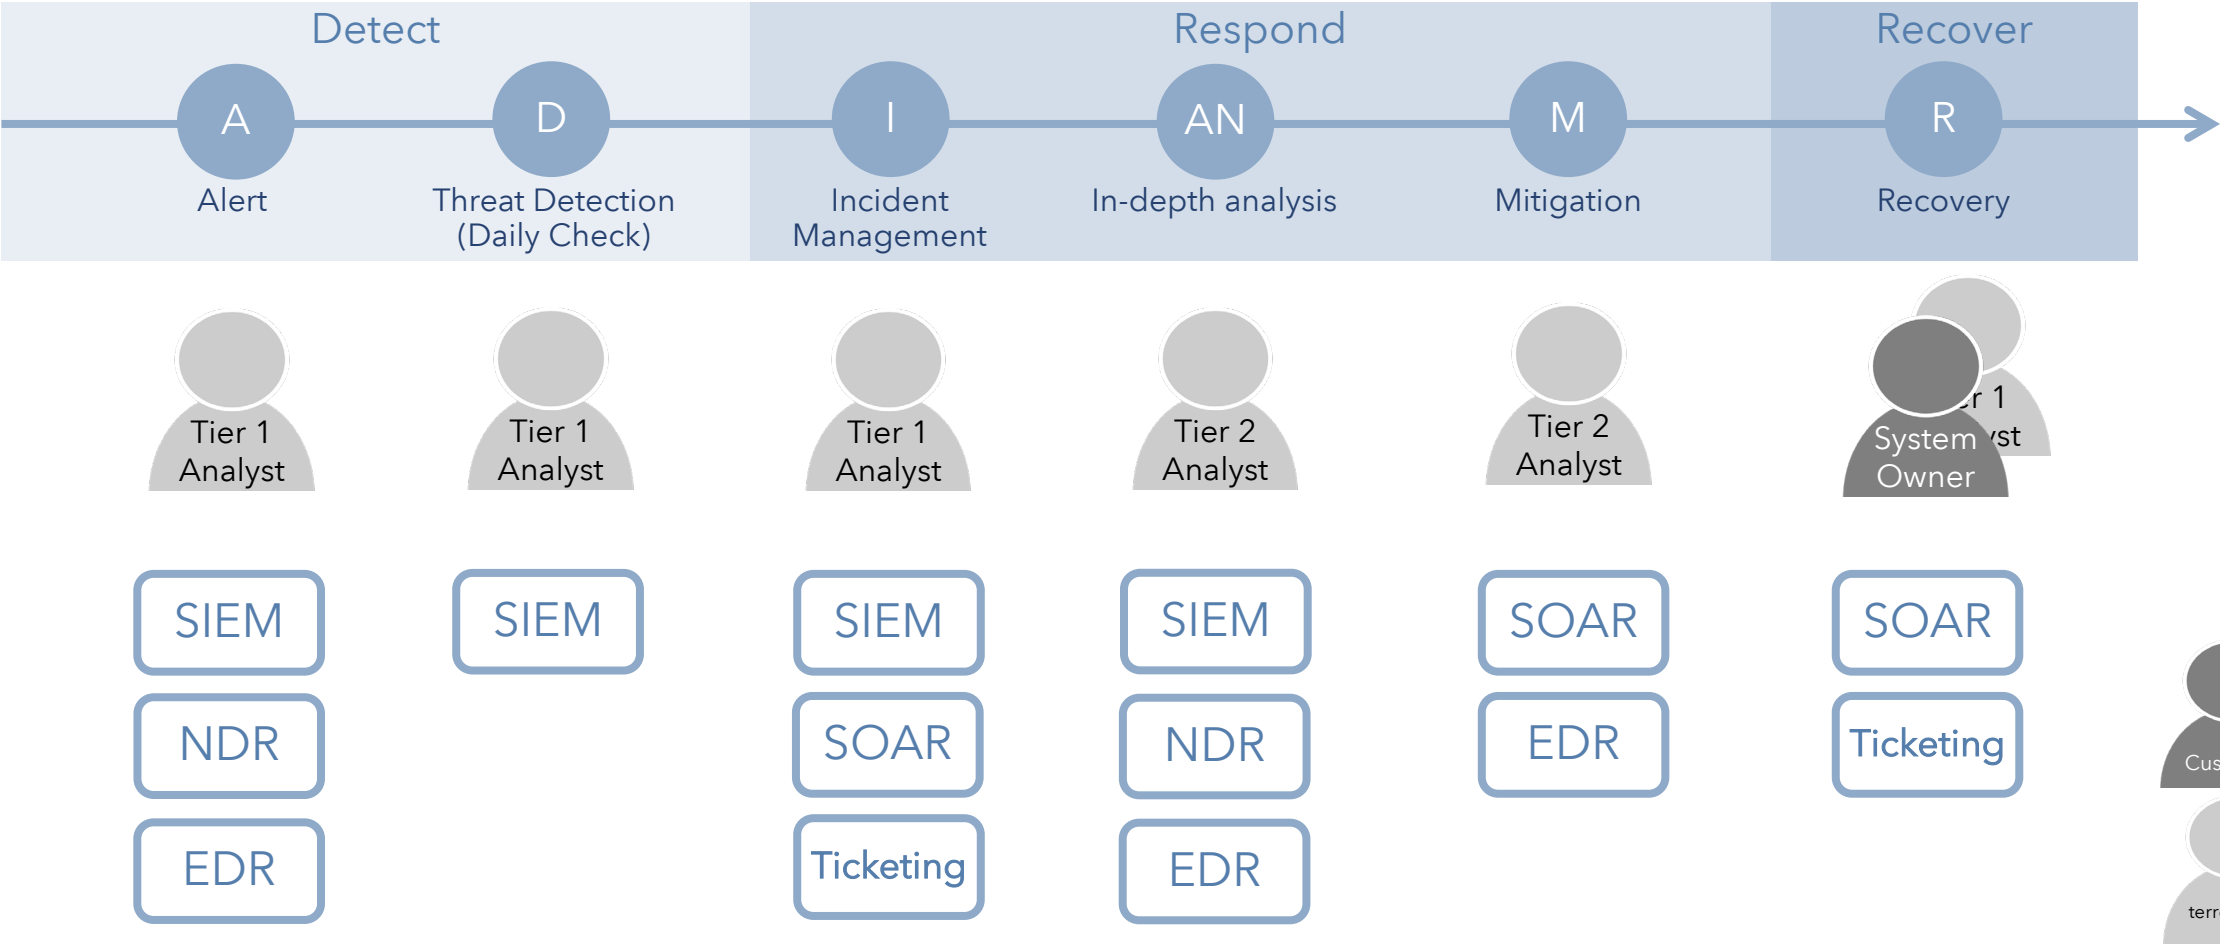 Detect
Respond
Recover
A
D
I
AN
M
R
Alert
Threat Detection
(Daily Check)
Incident
Management
In-depth analysis
Mitigation
Recovery
Tier 1
Analyst
Tier 1
Analyst
Tier 1
Analyst
Tier 2
Analyst
Tier 2
Analyst
System
Owner
1
SIEM
SIEM
SIEM
SIEM
SOAR
SOAR
NDR
SOAR
NDR
EDR
Ticketing
EDR
Ticketing
EDR